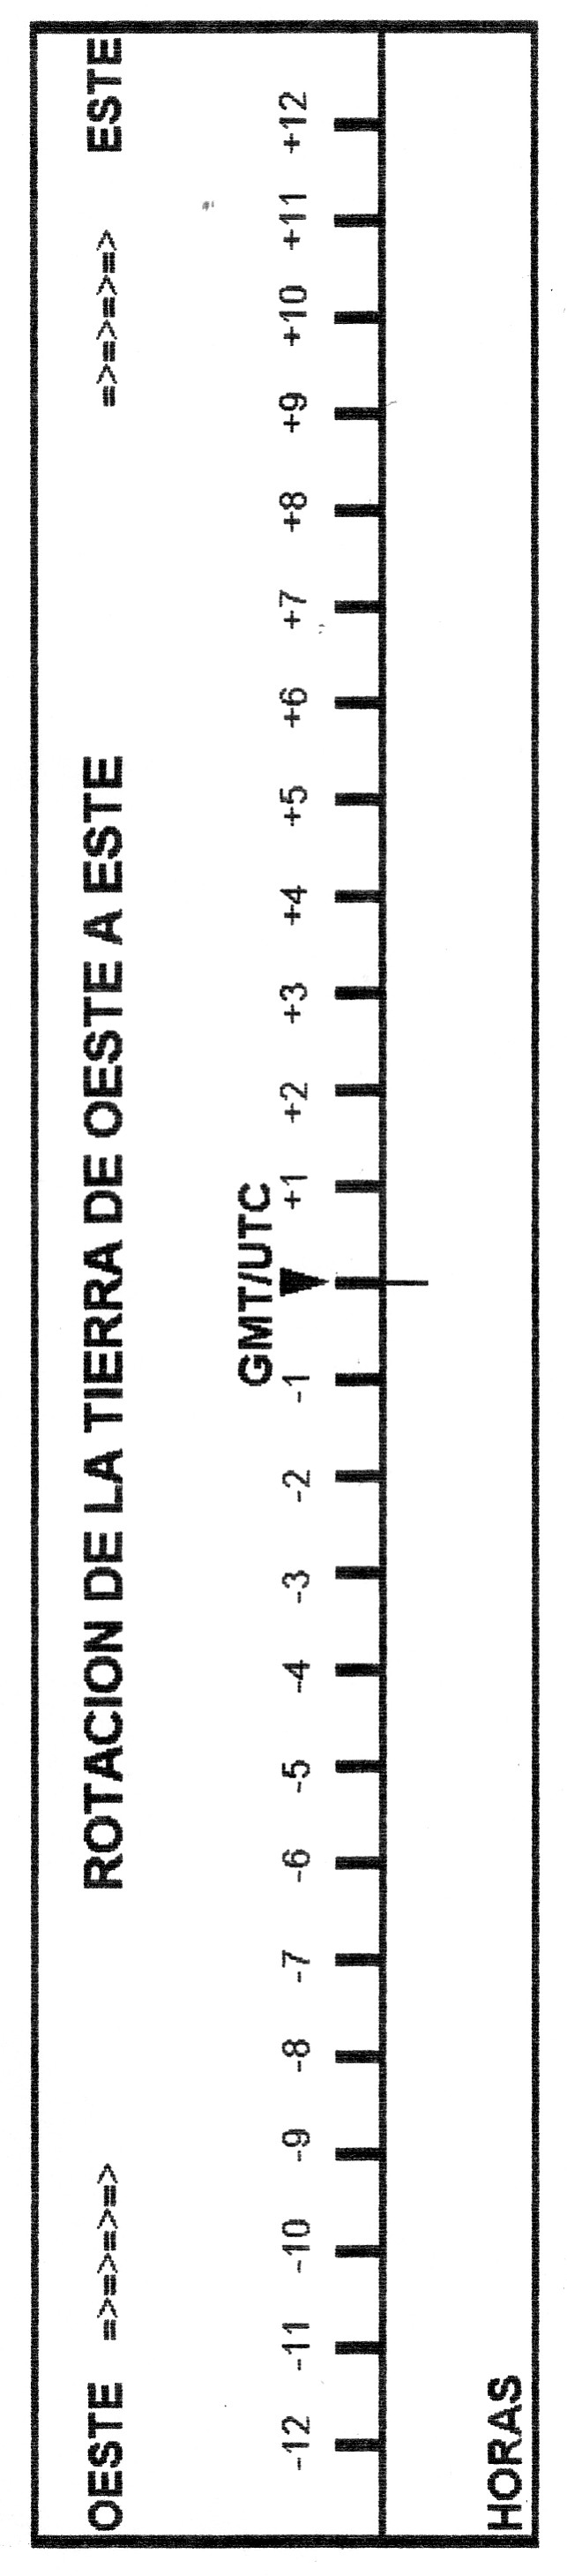 OESTE =>=>=>=> ROTACION DE LA TIERRA DE OESTE A ESTE =>=>=>=> ESTE
GMT/UTC
-12 -11 -10 -9 -8 -7 -6 -5 -4 -3 -2 -1 +1 +2 +3 +4 +5 +6 +7 +8 +9 +10 +11 +12
HORAS